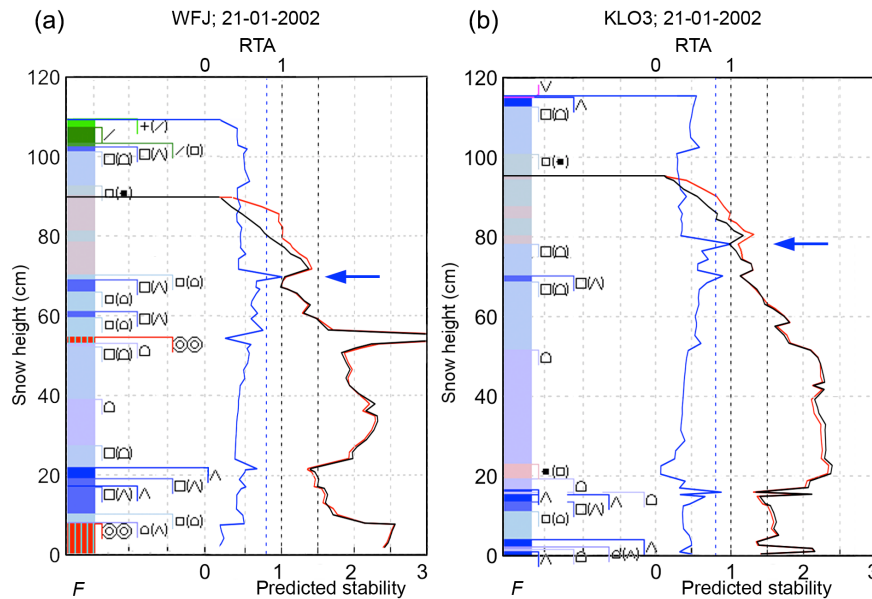 (a) WFJ; 21-01-2002
RTA
0 1
Snow height (cm)
120
100
80
60
40
20
0
F 0 1 2 3
Predicted stability
(b) KLO3; 21-01-2002
RTA
0 1
Snow height (cm)
120
100
80
60
40
20
0
F 0 1 2 3
Predicted stability